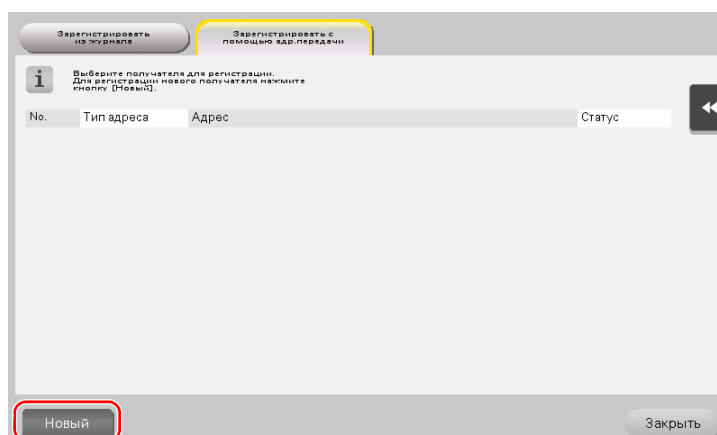 Зарегистрировать
из журнала
Зарегистрировать с
помощью адр.передачи
Выберите получателя для регистрации.
Для регистрации нового получателя нажмите
кнопку [Новый].
No. Тип адреса Адрес Статус
Новый Закрыть